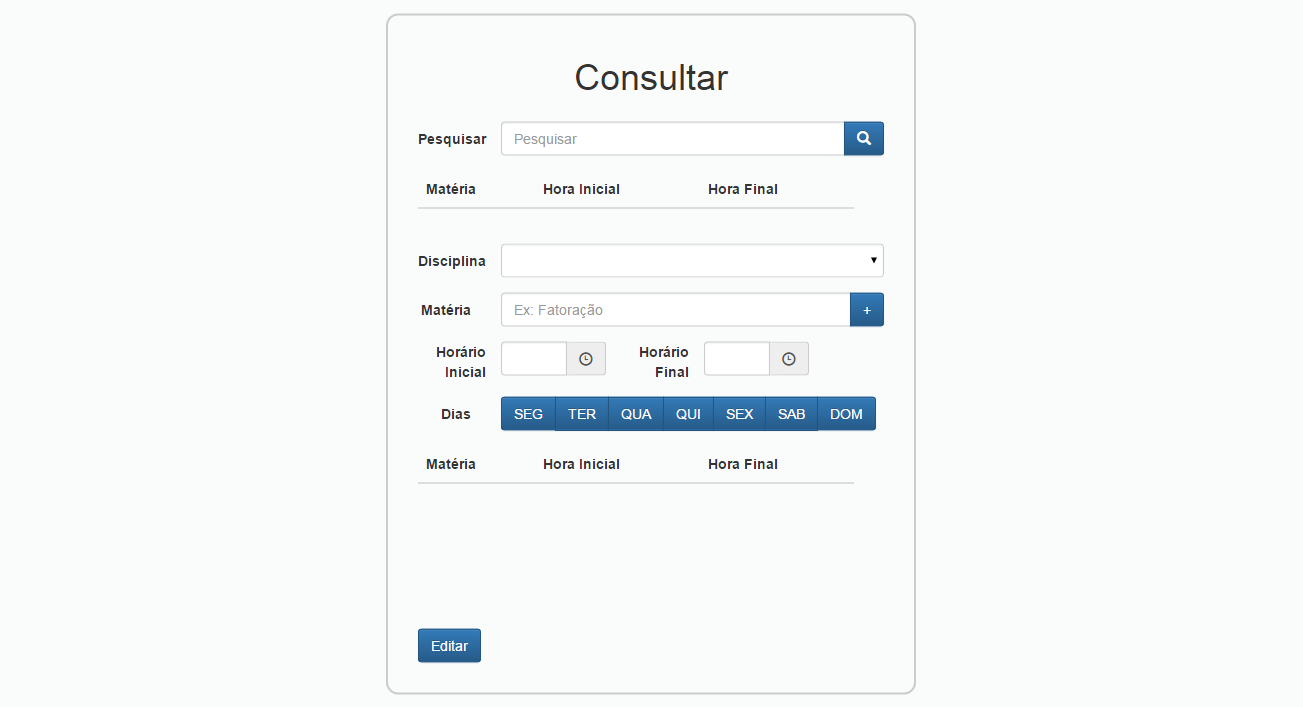 Consultar
Pesquisar Pesquisar
Matéria Hora Inicial Hora Final
Disciplina
Matéria Ex: Fatoração +
Horário Inicial Horário Final
Dias SEG TER QUA QUI SEX SAB DOM
Matéria Hora Inicial Hora Final
Editar